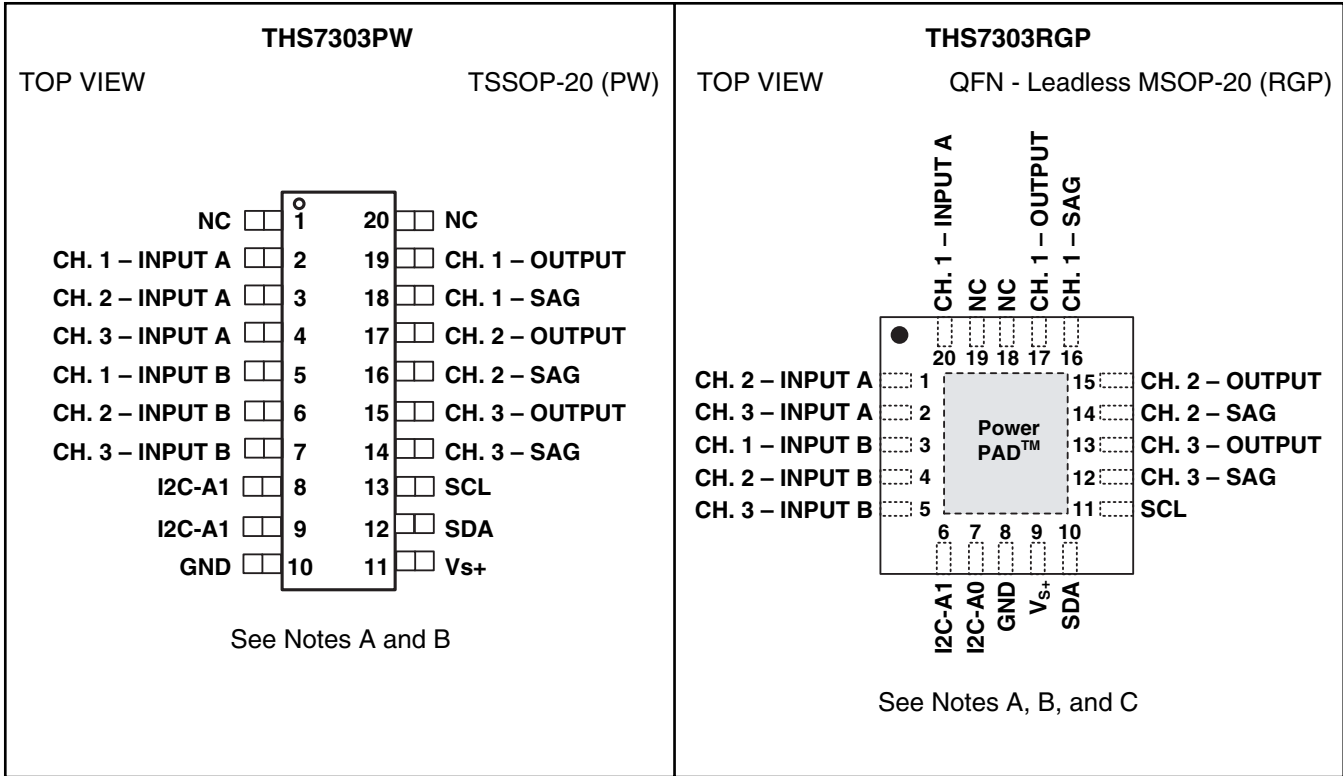 THS7303PW
TOP VIEW TSSOP-20 (PW)
NC 1 20 NC
CH. 1 – INPUT A 2 19 CH. 1 – OUTPUT
CH. 2 – INPUT A 3 18 CH. 1 – SAG
CH. 3 – INPUT A 4 17 CH. 2 – OUTPUT
CH. 1 – INPUT B 5 16 CH. 2 – SAG
CH. 2 – INPUT B 6 15 CH. 3 – OUTPUT
CH. 3 – INPUT B 7 14 CH. 3 – SAG
I2C-A1 8 13 SCL
I2C-A1 9 12 SDA
GND 10 11 Vs+
See Notes A and B
THS7303RGP
TOP VIEW QFN - Leadless MSOP-20 (RGP)
CH. 1 – INPUT A
NC
NC
CH. 1 – OUTPUT
CH. 1 – SAG
20 19 18 17 16
CH. 2 – INPUT A 1 15 CH. 2 – OUTPUT
CH. 3 – INPUT A 2 14 CH. 2 – SAG
CH. 1 – INPUT B 3 13 CH. 3 – OUTPUT
CH. 2 – INPUT B 4 12 CH. 3 – SAG
CH. 3 – INPUT B 5 11 SCL
Power
PAD™
6 7 8 9 10
I2C-A1
I2C-A0
GND
VS+
SDA
See Notes A, B, and C